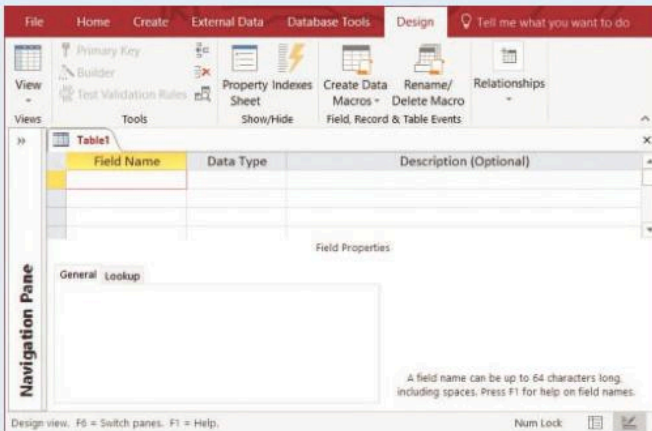 File Home Create External Data Database Tools Design Tell me what you want to do
View
Views
Primary Key
Builder
Test Validation Rules
Tools
Property Sheet
Indexes
Show/Hide
Create Data Macros
Rename/ Delete Macro
Field, Record & Table Events
Relationships
Table1
Field Name Data Type Description (Optional)
Field Properties
General Lookup
A field name can be up to 64 characters long,
including spaces. Press F1 for help on field names.
Navigation Pane
Design view. F6 = Switch panes. F1 = Help. Num Lock